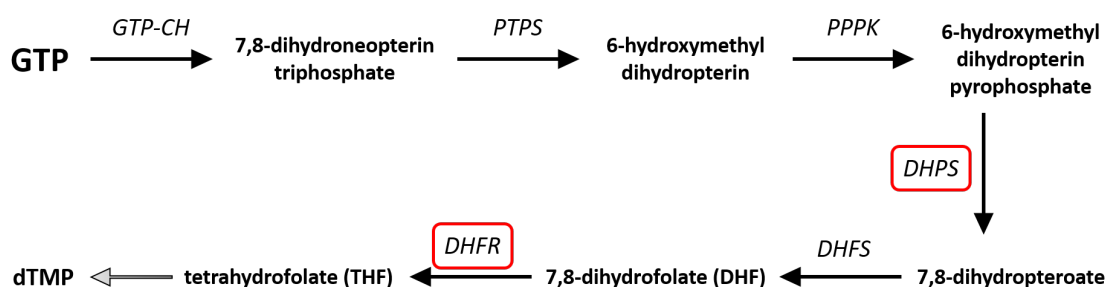 GTP
GTP-CH
7,8-dihydroneopterin
triphosphate
PTPS
6-hydroxymethyl
dihydropterin
PPPK
6-hydroxymethyl
dihydropterin
pyrophosphate
DHPS
7,8-dihydropteroate
DHFS
7,8-dihydrofolate (DHF)
DHFR
tetrahydrofolate (THF)
dTMP